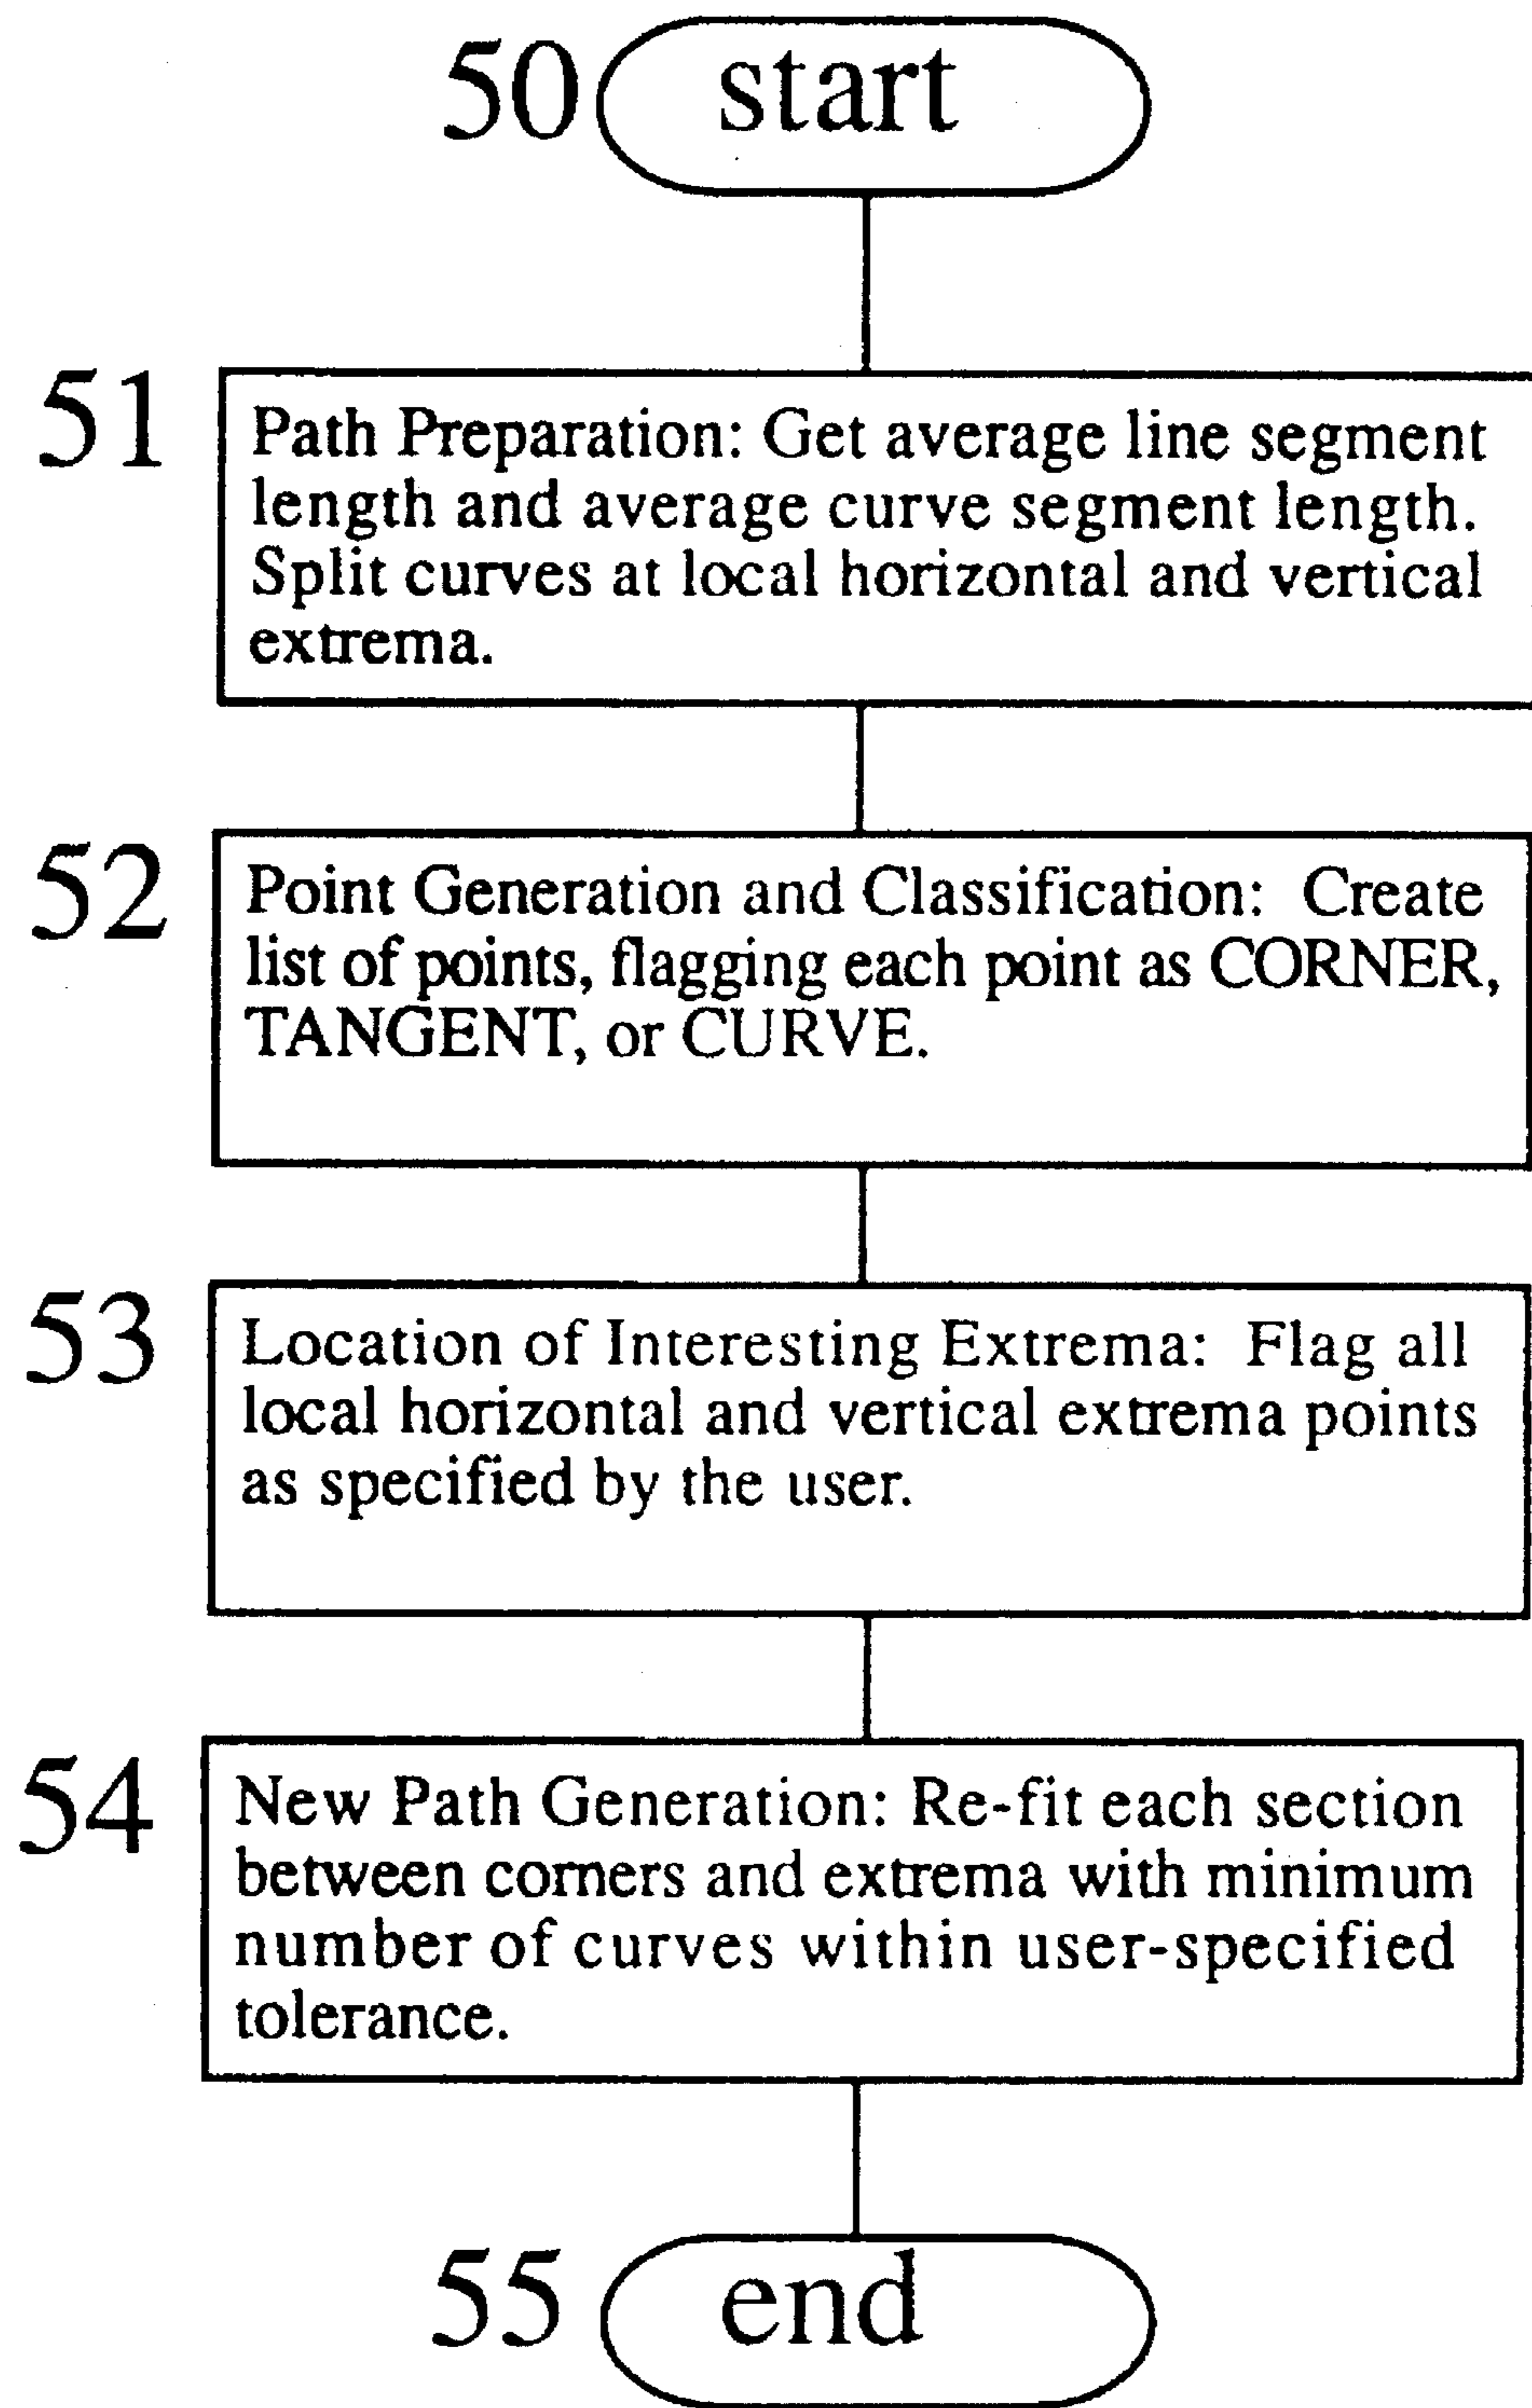 50 start
51
Path Preparation: Get average line segment
length and average curve segment length.
Split curves at local horizontal and vertical
extrema.
52
Point Generation and Classification: Create
list of points, flagging each point as CORNER,
TANGENT, or CURVE.
53
Location of Interesting Extrema: Flag all
local horizontal and vertical extrema points
as specified by the user.
54
New Path Generation: Re-fit each section
between corners and extrema with minimum
number of curves within user-specified
tolerance.
55 end